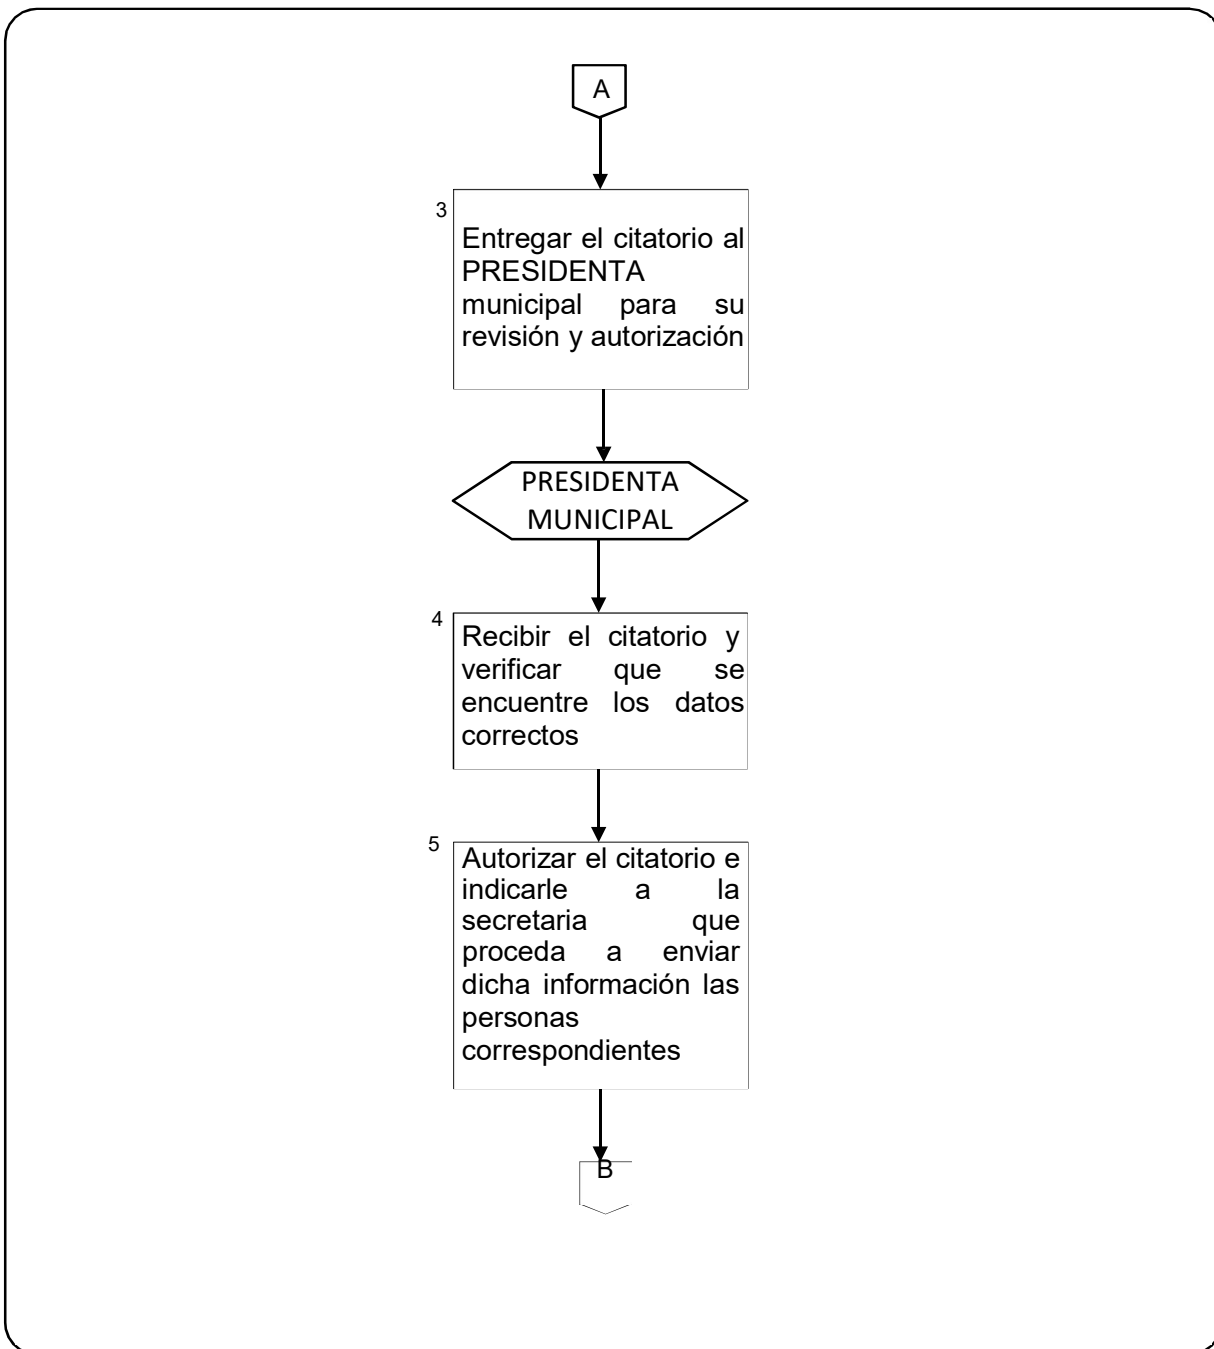 A
3
Entregar el citatorio al
PRESIDENTA
municipal para su
revisión y autorización
PRESIDENTA
MUNICIPAL
4
Recibir el citatorio y
verificar que se
encuentre los datos
correctos
5
Autorizar el citatorio e
indicarle a la
secretaria que
proceda a enviar
dicha información las
personas
correspondientes
B